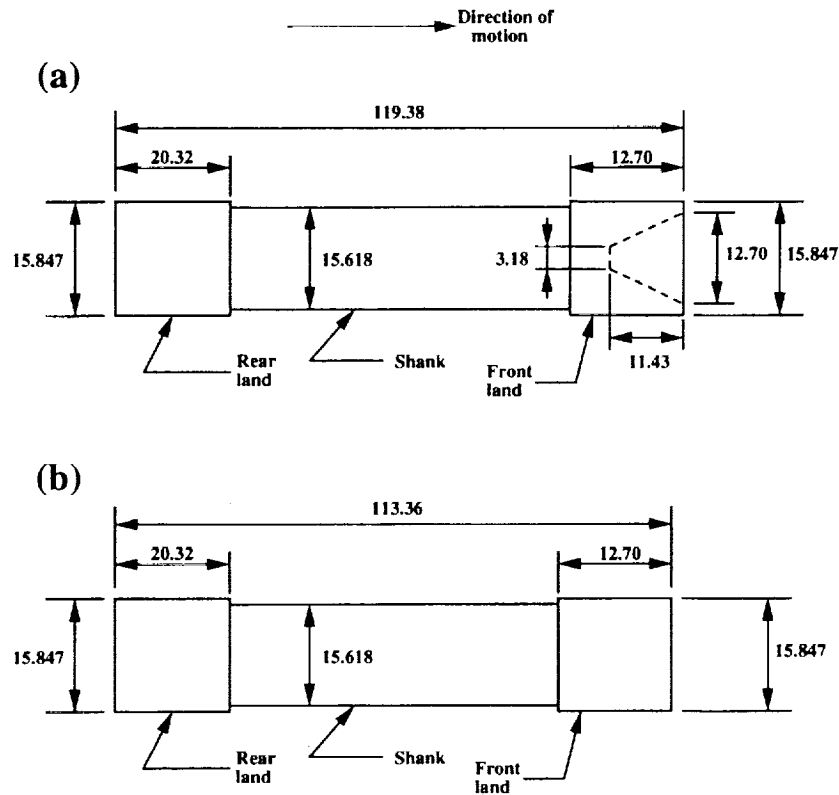 Direction of
motion
(a)
119.38
20.32
12.70
15.847
15.618
3.18
12.70
15.847
11.43
Rear
land
Shank
Front
land
(b)
113.36
20.32
12.70
15.847
15.618
15.847
Rear
land
Shank
Front
land